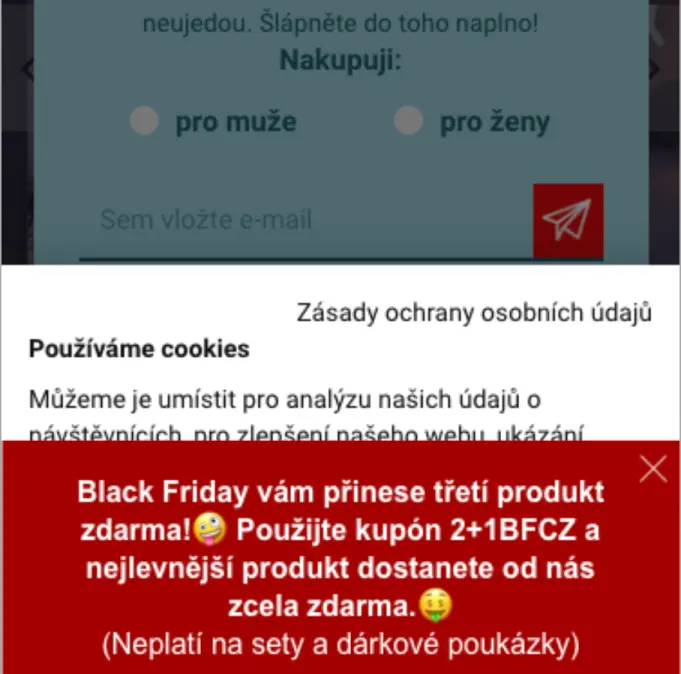 neujedou. Šlápněte do toho naplno!
Nakupuji:
pro muže pro ženy
Sem vložte e-mail
Zásady ochrany osobních údajů
Používáme cookies
Můžeme je umístit pro analýzu našich údajů o
návštěvnících, pro zlepšení našeho webu, ukázání
Black Friday vám přinese třetí produkt
zdarma!🤪 Použijte kupón 2+1BFCZ a
nejlevnější produkt dostanete od nás
zcela zdarma.🤑
(Neplatí na sety a dárkové poukázky)